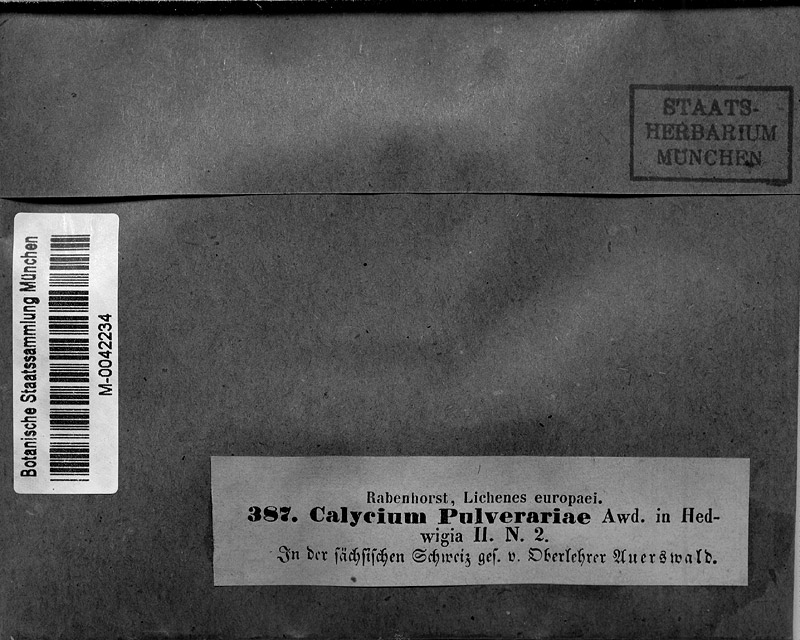 STAATS-
HERBARIUM
MÜNCHEN
Botanische Staatssammlung München
M-0042234
Rabenhorst, Lichenes europaei.
387. Calycium Pulverariae Awd. in Hed-
wigia II. N. 2.
In der sächsischen Schweiz ges. v. Oberlehrer Auerswald.